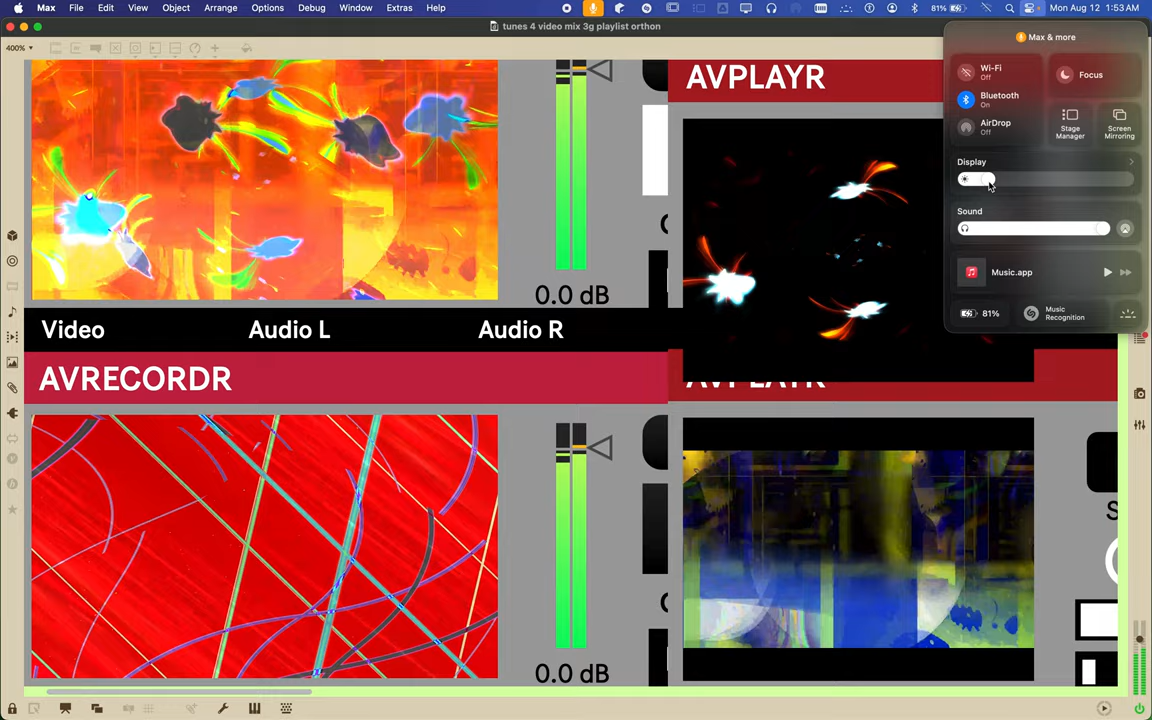 Max File Edit View Object Arrange Options Debug Window Extras Help 81% Mon Aug 12 1:53 AM
tunes 4 video mix 3g playlist orthon
400%
Max & more
Wi-Fi
Off
Bluetooth
On
AirDrop
Off
Focus
Stage
Manager
Screen
Mirroring
Display
Sound
Music.app
81%
Music
Recognition
AVPLAYR
0.0 dB
Video Audio L Audio R
AVRECORDR
AVPLAYR
0.0 dB